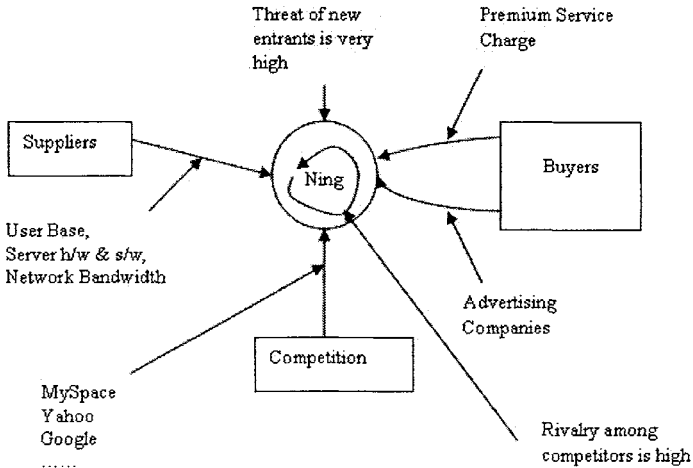 Threat of new
entrants is very
high
Premium Service
Charge
Suppliers
Ning
Buyers
User Base,
Server h/w & s/w,
Network Bandwidth
Advertising
Companies
Competition
MySpace
Yahoo
Google
......
Rivalry among
competitors is high